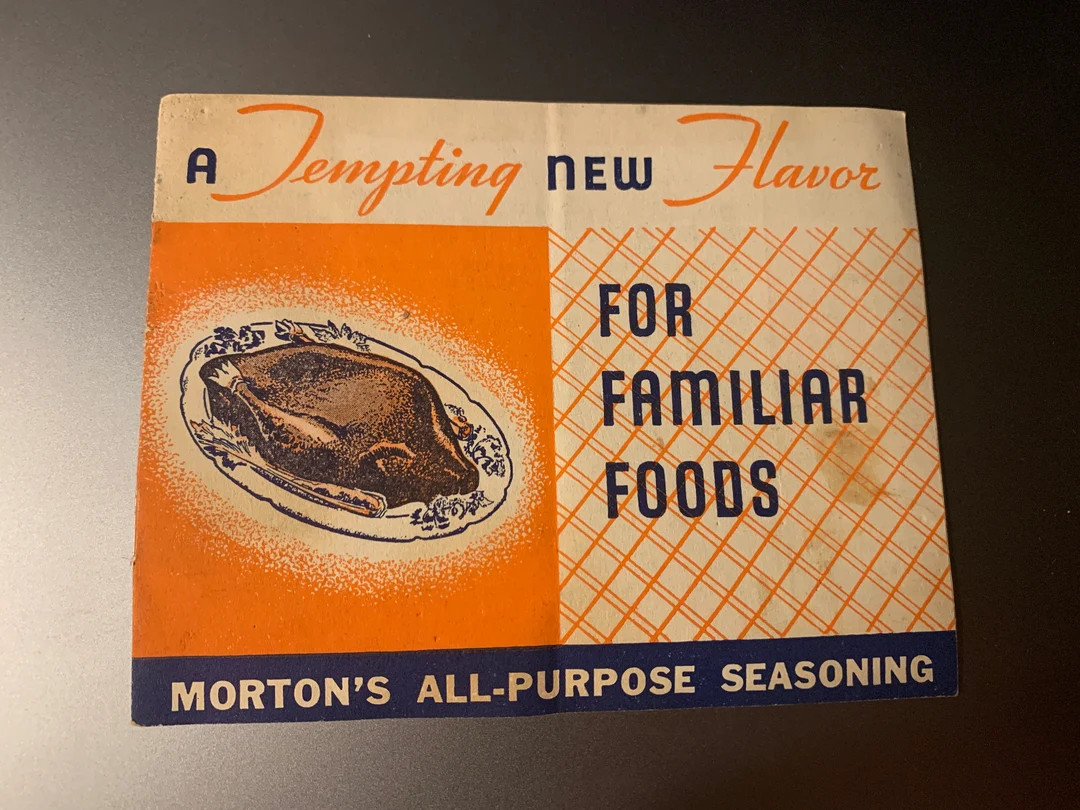 A Tempting NEW Flavor
FOR
FAMILIAR
FOODS
MORTON'S ALL-PURPOSE SEASONING